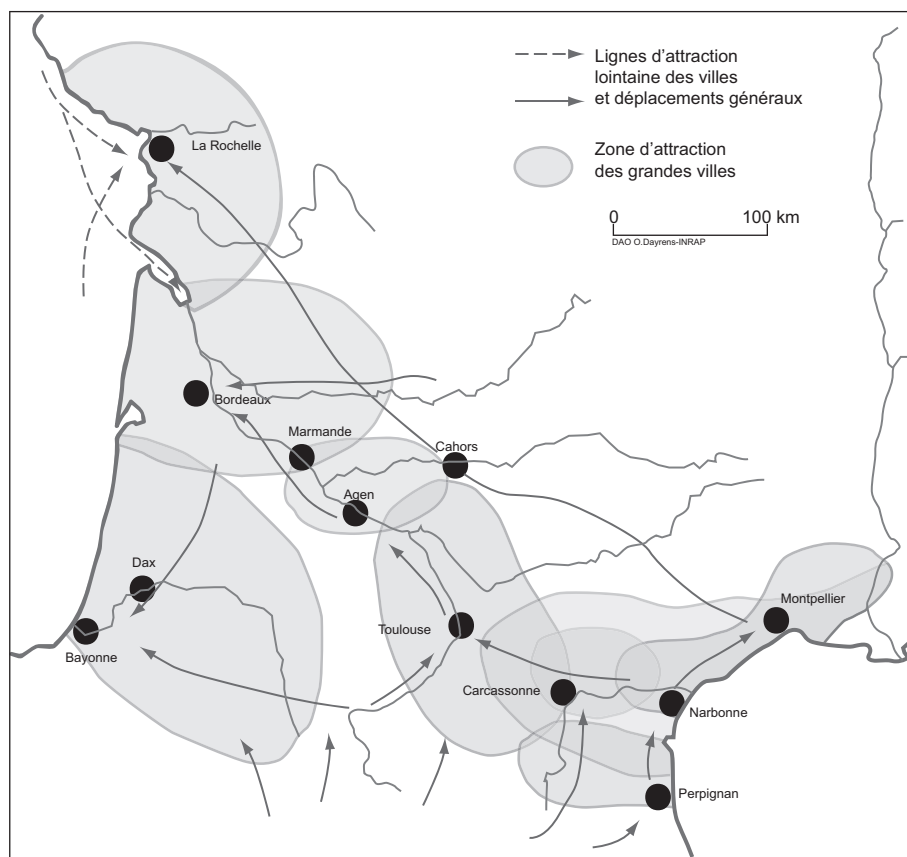 Lignes d'attraction
lointaine des villes
et déplacements généraux
Zone d'attraction
des grandes villes
0 100 km
DAO O.Dayrens-INRAP
La Rochelle
Bordeaux
Marmande
Cahors
Agen
Dax
Bayonne
Toulouse
Montpellier
Carcassonne
Narbonne
Perpignan